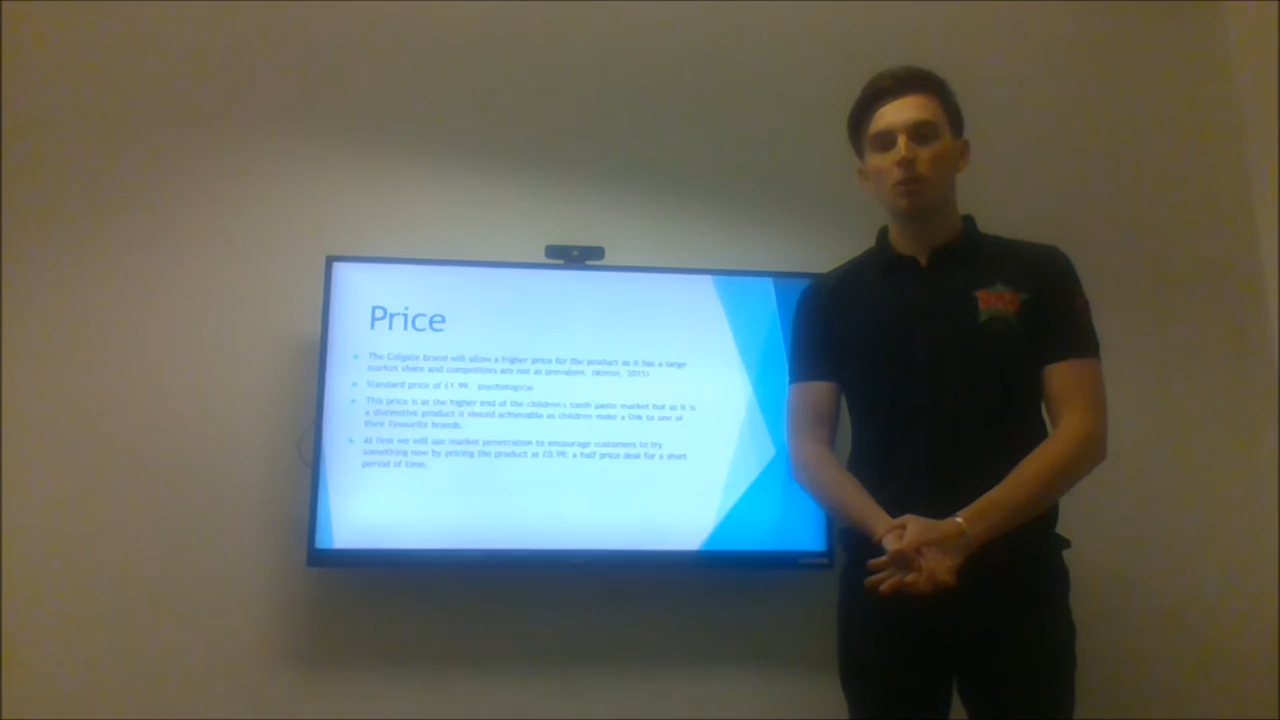 Price
The Colgate brand will allow a higher price for the product as it has a large
market share and competitors are not as prevalent. (Mintel, 2015)
Standard price of £1.99 psychological
This price is at the higher end of the children's tooth paste market but as it is
a distinctive product it should achievable as children make a link to one of
their favourite brands.
At first we will use market penetration to encourage customers to try
something new by pricing the product at £0.99; a half price deal for a short
period of time.